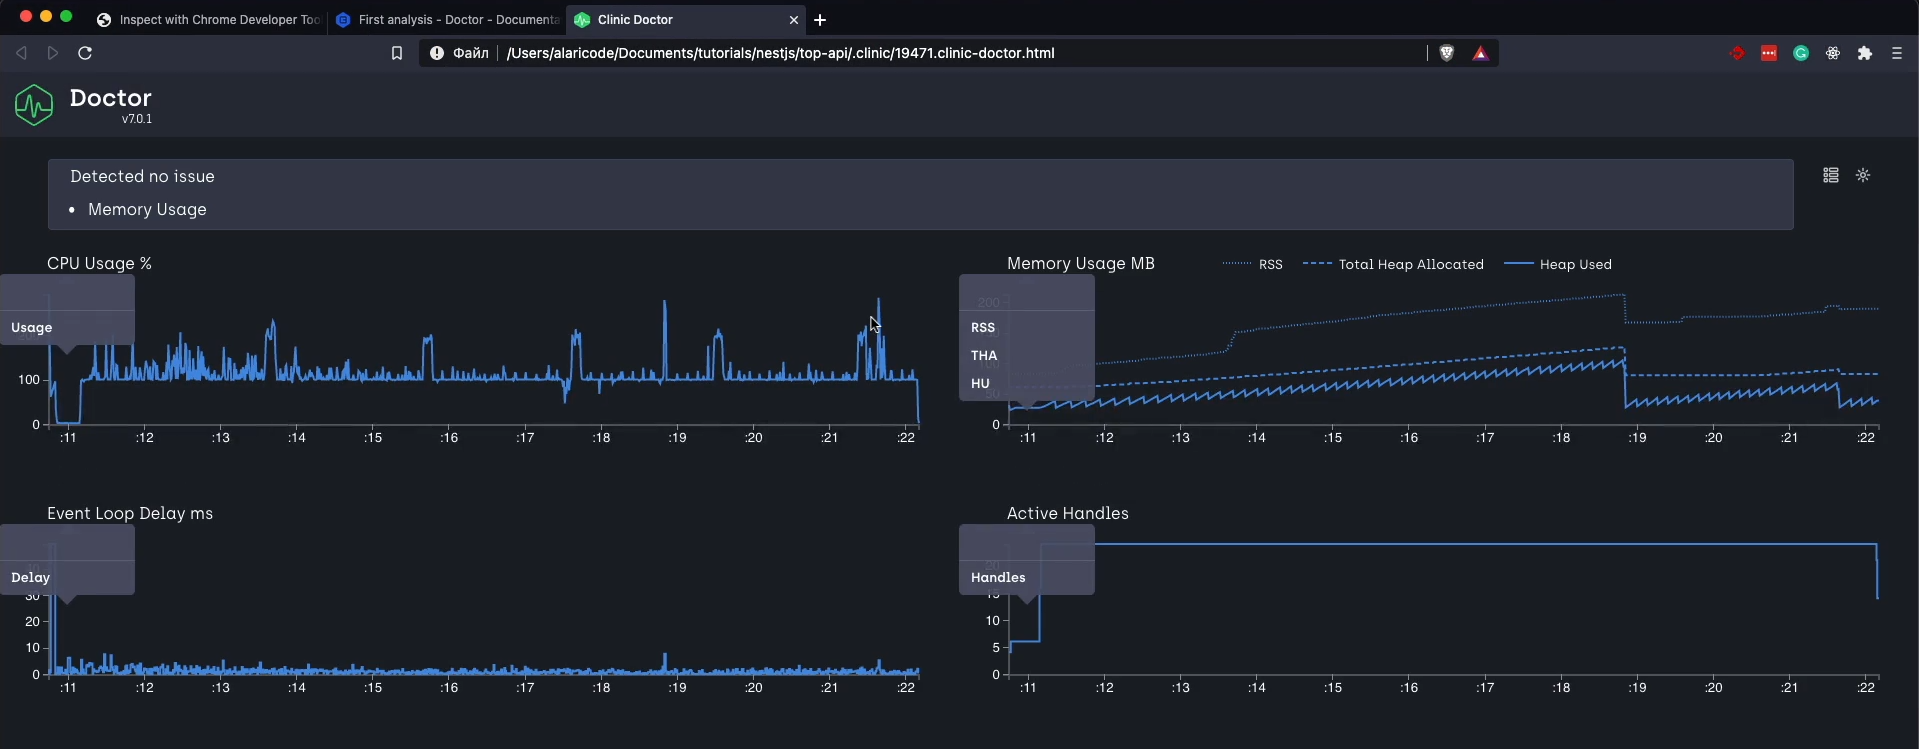 Inspect with Chrome Developer Too
First analysis - Doctor - Documenta
Clinic Doctor
Файл
/Users/alaricode/Documents/tutorials/nestjs/top-api/.clinic/19471.clinic-doctor.html
Doctor
v7.0.1
Detected no issue
• Memory Usage
CPU Usage %
Usage
100
0
:11 :12 :13 :14 :15 :16 :17 :18 :19 :20 :21 :22
Memory Usage MB
RSS
Total Heap Allocated
Heap Used
200
RSS
THA
HU
50
0
:11 :12 :13 :14 :15 :16 :17 :18 :19 :20 :21 :22
Event Loop Delay ms
Delay
30
20
10
0
:11 :12 :13 :14 :15 :16 :17 :18 :19 :20 :21 :22
Active Handles
20
Handles
15
10
5
0
:11 :12 :13 :14 :15 :16 :17 :18 :19 :20 :21 :22